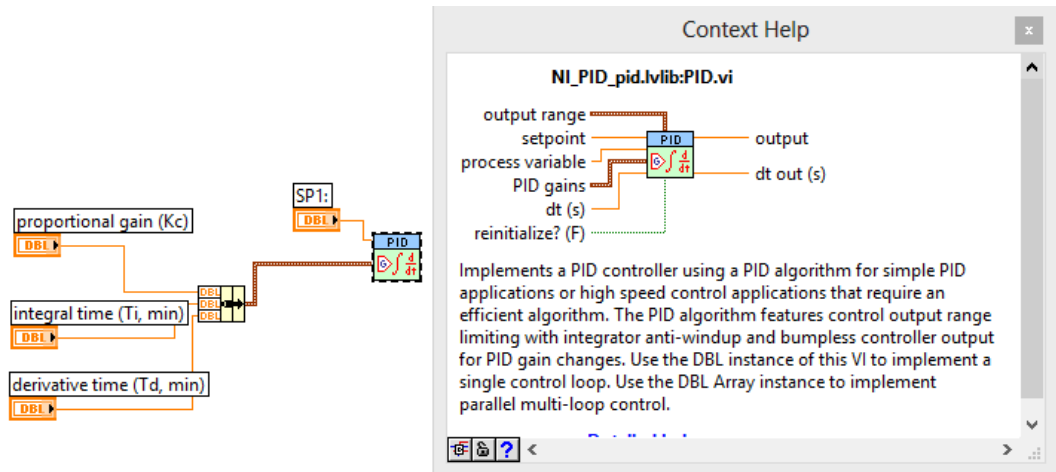 SP1:
DBL
proportional gain (Kc)
DBL
PID
G ∫ d/dt
DBL
DBL
DBL
integral time (Ti, min)
DBL
derivative time (Td, min)
DBL
Context Help
x
NI_PID_pid.lvlib:PID.vi
output range
setpoint
process variable
PID gains
dt (s)
reinitialize? (F)
PID
G ∫ d/dt
output
dt out (s)
Implements a PID controller using a PID algorithm for simple PID
applications or high speed control applications that require an
efficient algorithm. The PID algorithm features control output range
limiting with integrator anti-windup and bumpless controller output
for PID gain changes. Use the DBL instance of this VI to implement a
single control loop. Use the DBL Array instance to implement
parallel multi-loop control.
?